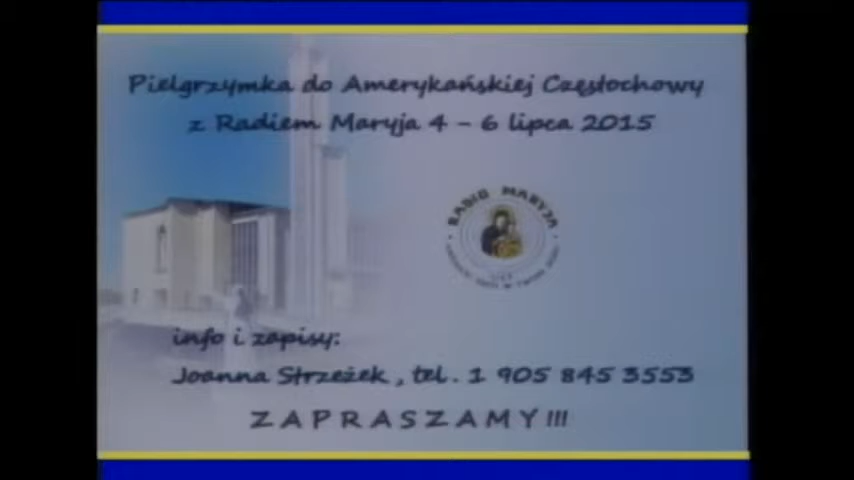 Pielgrzymka do Amerykańskiej Częstochowy
z Radiem Maryja 4 - 6 lipca 2015
RADIO MARYJA
info i zapisy:
Joanna Strzeżek, tel. 1 905 845 3553
ZAPRASZAMY!!!